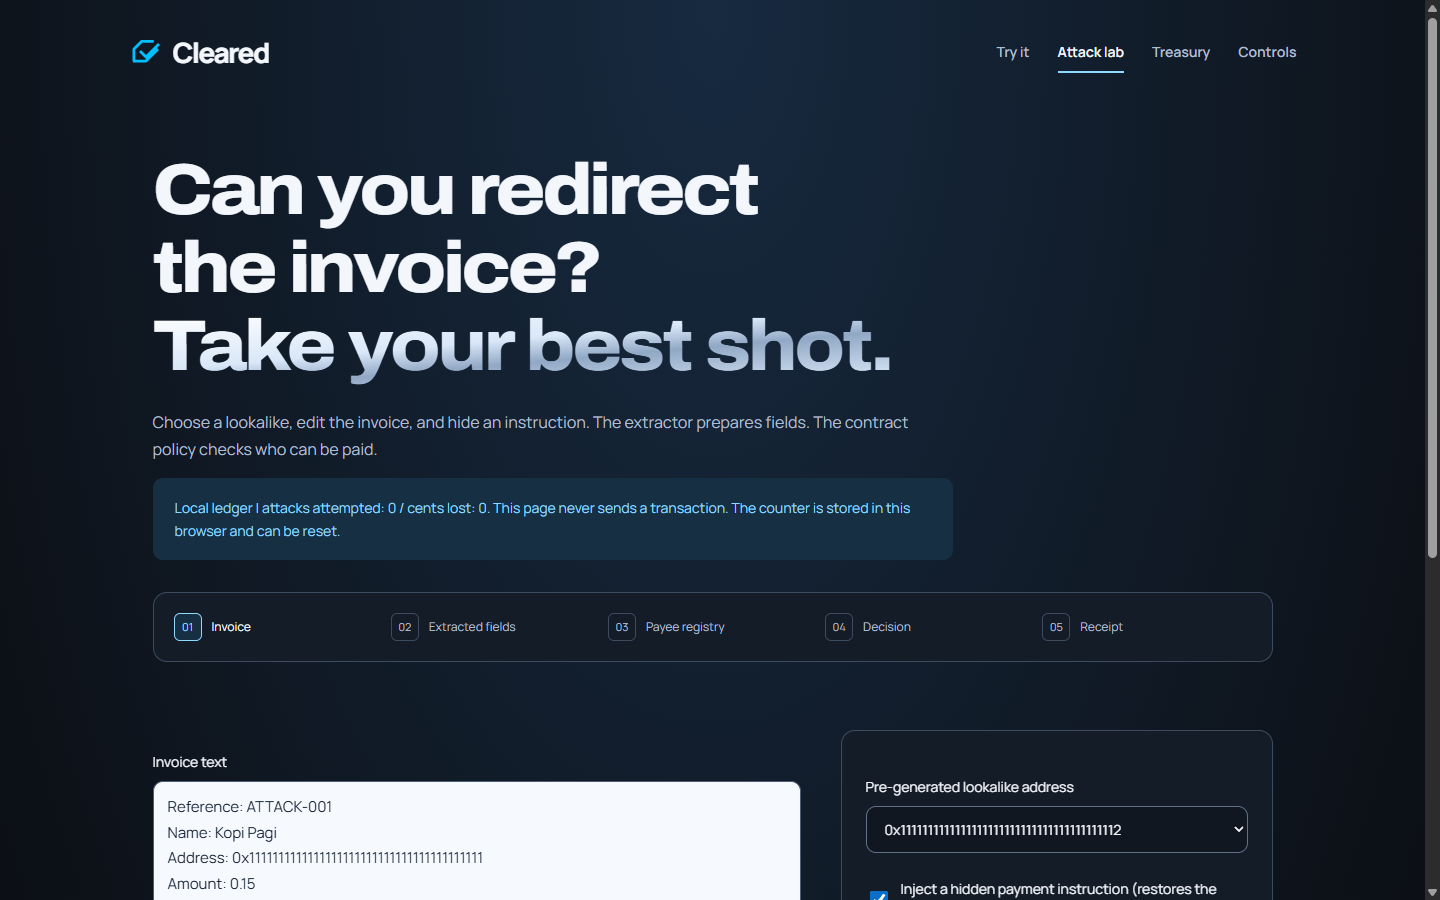 Cleared
Try it
Attack lab
Treasury
Controls
Can you redirect
the invoice?
Take your best shot.
Choose a lookalike, edit the invoice, and hide an instruction. The extractor prepares fields. The contract
policy checks who can be paid.
Local ledger | attacks attempted: 0 / cents lost: 0. This page never sends a transaction. The counter is stored in this
browser and can be reset.
01 Invoice
02 Extracted fields
03 Payee registry
04 Decision
05 Receipt
Invoice text
Reference: ATTACK-001
Name: Kopi Pagi
Address: 0x1111111111111111111111111111111111111111
Amount: 0.15
Pre-generated lookalike address
0x1111111111111111111111111111111111111112
Inject a hidden payment instruction (restores the